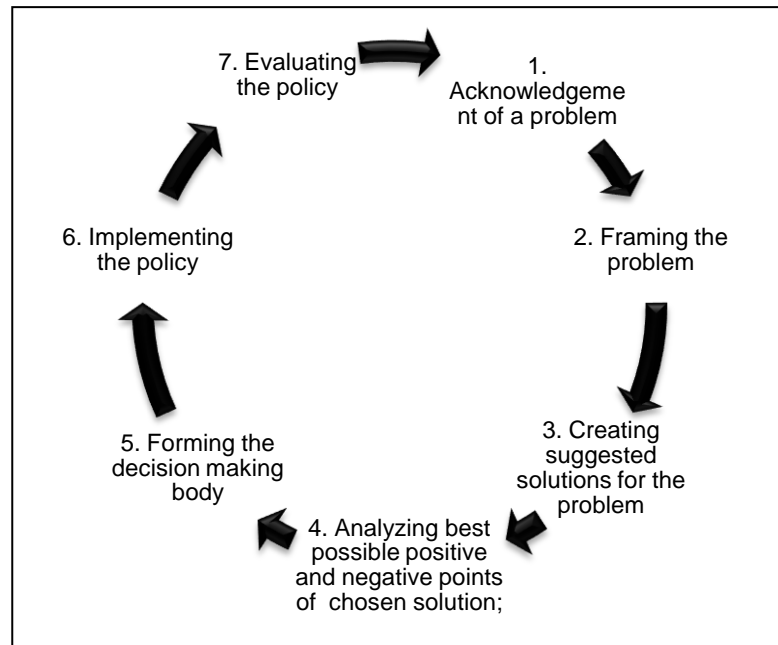 1.
Acknowledgeme
nt of a problem
2. Framing the
problem
3. Creating
suggested
solutions for the
problem
4. Analyzing best
possible positive
and negative points
of chosen solution;
5. Forming the
decision making
body
6. Implementing
the policy
7. Evaluating
the policy